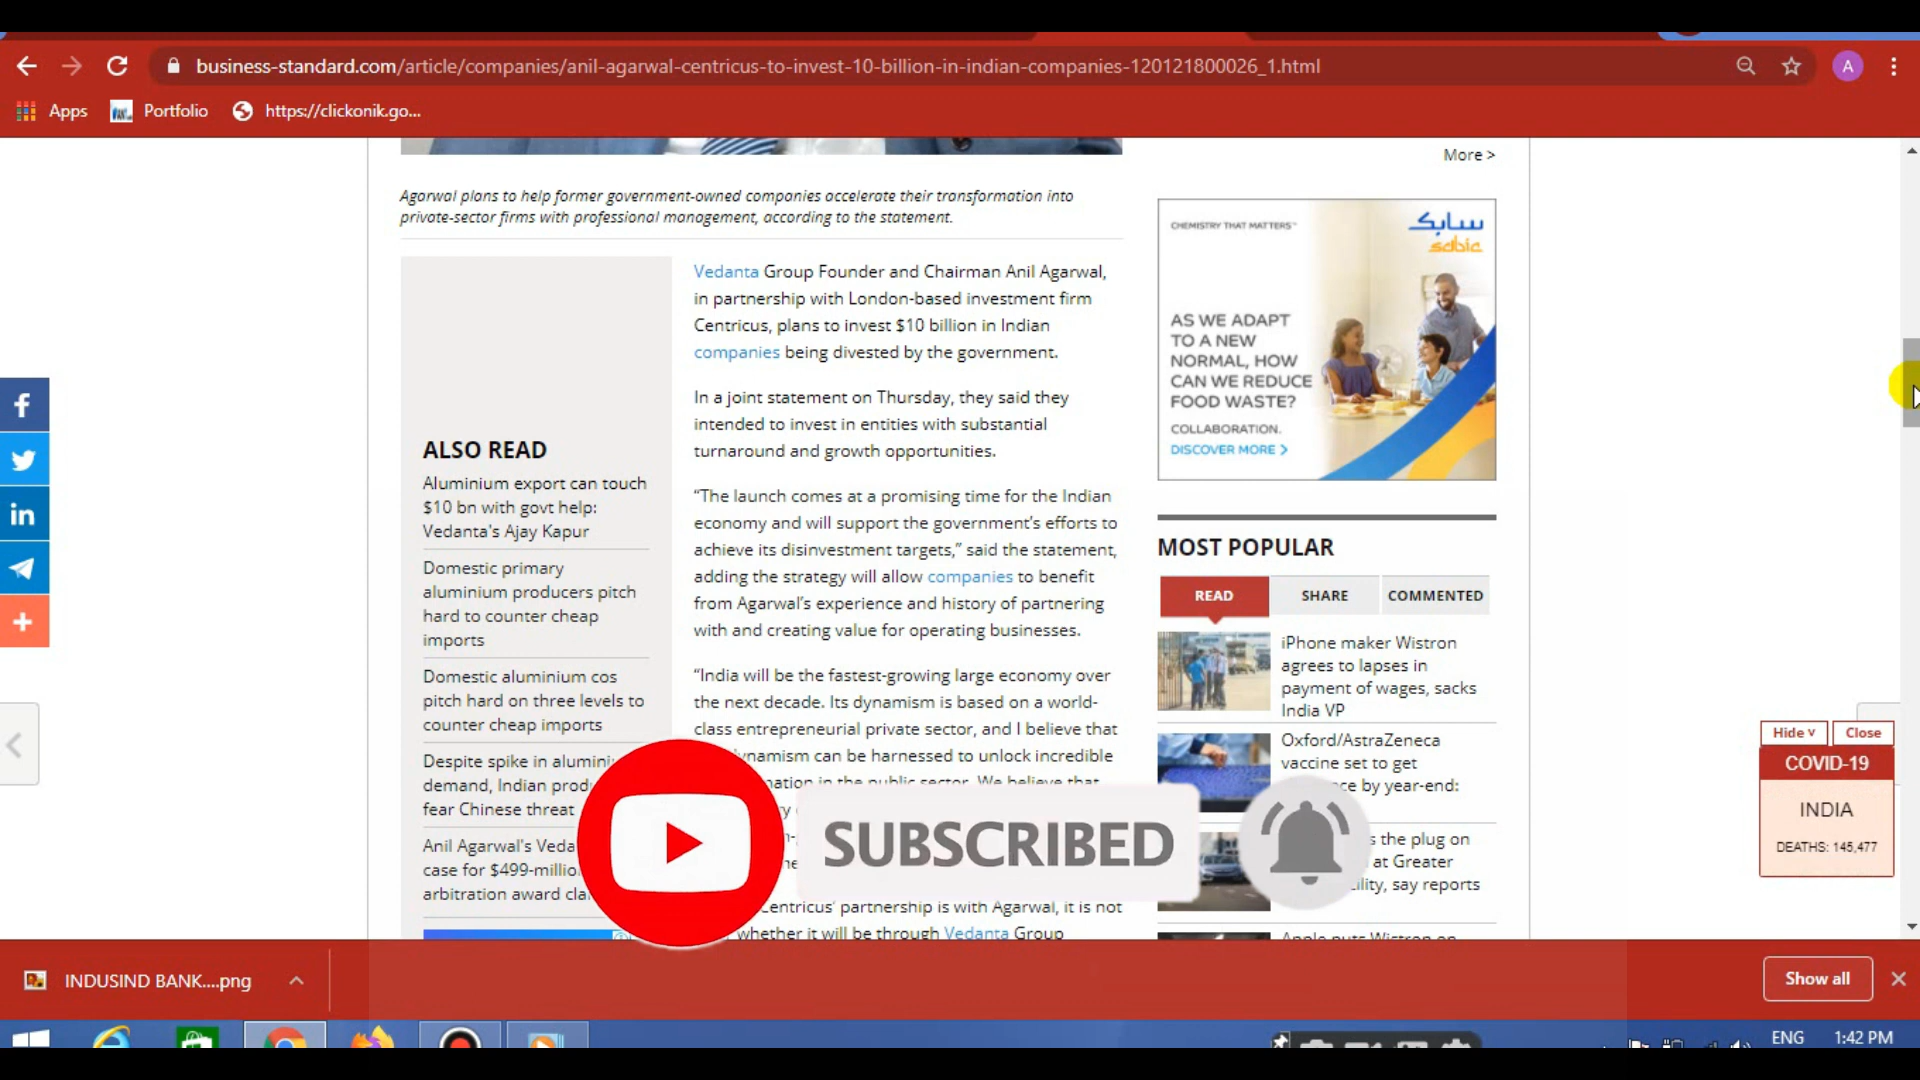 business-standard.com/article/companies/anil-agarwal-centricus-to-invest-10-billion-in-indian-companies-120121800026_1.html
A
Apps
Portfolio
https://clickonik.go...
More >
Agarwal plans to help former government-owned companies accelerate their transformation into
private-sector firms with professional management, according to the statement.
Vedanta Group Founder and Chairman Anil Agarwal,
in partnership with London-based investment firm
Centricus, plans to invest $10 billion in Indian
companies being divested by the government.
In a joint statement on Thursday, they said they
intended to invest in entities with substantial
turnaround and growth opportunities.
“The launch comes at a promising time for the Indian
economy and will support the government’s efforts to
achieve its disinvestment targets,” said the statement,
adding the strategy will allow companies to benefit
from Agarwal’s experience and history of partnering
with and creating value for operating businesses.
“India will be the fastest-growing large economy over
the next decade. Its dynamism is based on a world-
class entrepreneurial private sector, and I believe that
dynamism can be harnessed to unlock incredible
in the public sector. We believe that
Centricus’ partnership is with Agarwal, it is not
whether it will be through Vedanta Group
ALSO READ
Aluminium export can touch
$10 bn with govt help:
Vedanta's Ajay Kapur
Domestic primary
aluminium producers pitch
hard to counter cheap
imports
Domestic aluminium cos
pitch hard on three levels to
counter cheap imports
Despite spike in
demand, Indian
fear Chinese threat
Anil Agarwal's
case for
arbitration award
CHEMISTRY THAT MATTERS™
سابك
sabic
AS WE ADAPT
TO A NEW
NORMAL, HOW
CAN WE REDUCE
FOOD WASTE?
COLLABORATION.
DISCOVER MORE >
MOST POPULAR
READ
SHARE
COMMENTED
iPhone maker Wistron
agrees to lapses in
payment of wages, sacks
India VP
Oxford/AstraZeneca
vaccine set to get
by year-end:
the plug on
at Greater
say reports
Apple puts Wistron on
Hide v
Close
COVID-19
INDIA
DEATHS: 145,477
SUBSCRIBED
INDUSIND BANK....png
Show all
ENG
1:42 PM